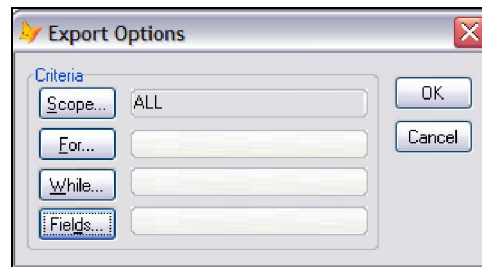 Export Options
Criteria
Scope... ALL
For...
While...
Fields...
OK
Cancel